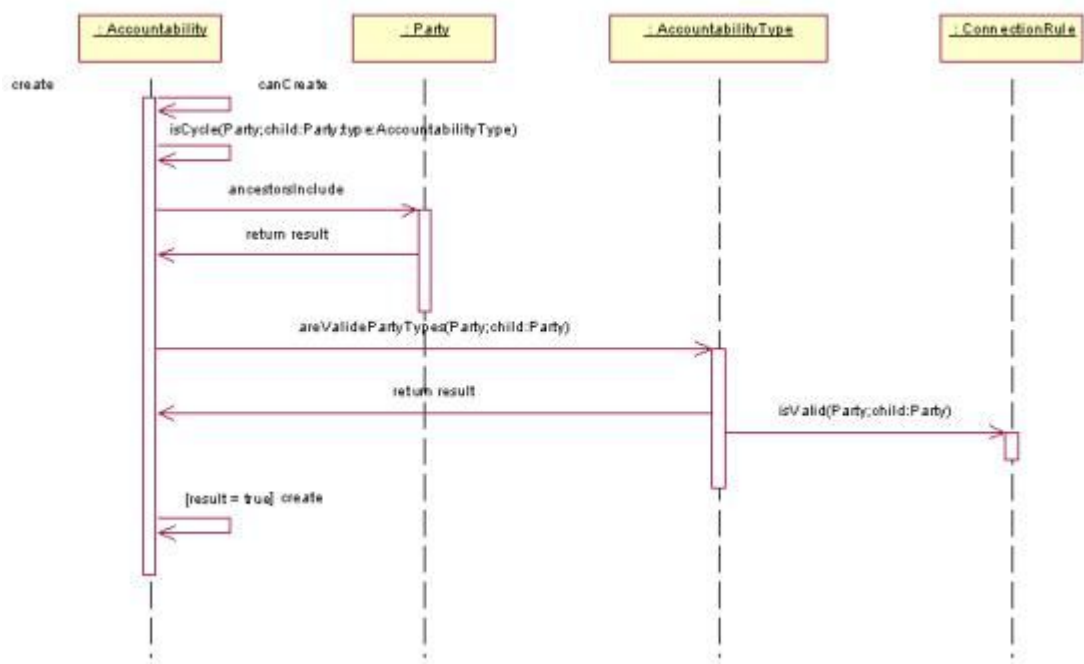 : Accountability
: Party
: AccountabilityType
: ConnectionRule
create
canCreate
isCycle(Party;child:Party;type:AccountabilityType)
ancestorsInclude
return result
areValidePartyTypes(Party;child:Party)
return result
isValid(Party;child:Party)
[result = true] create